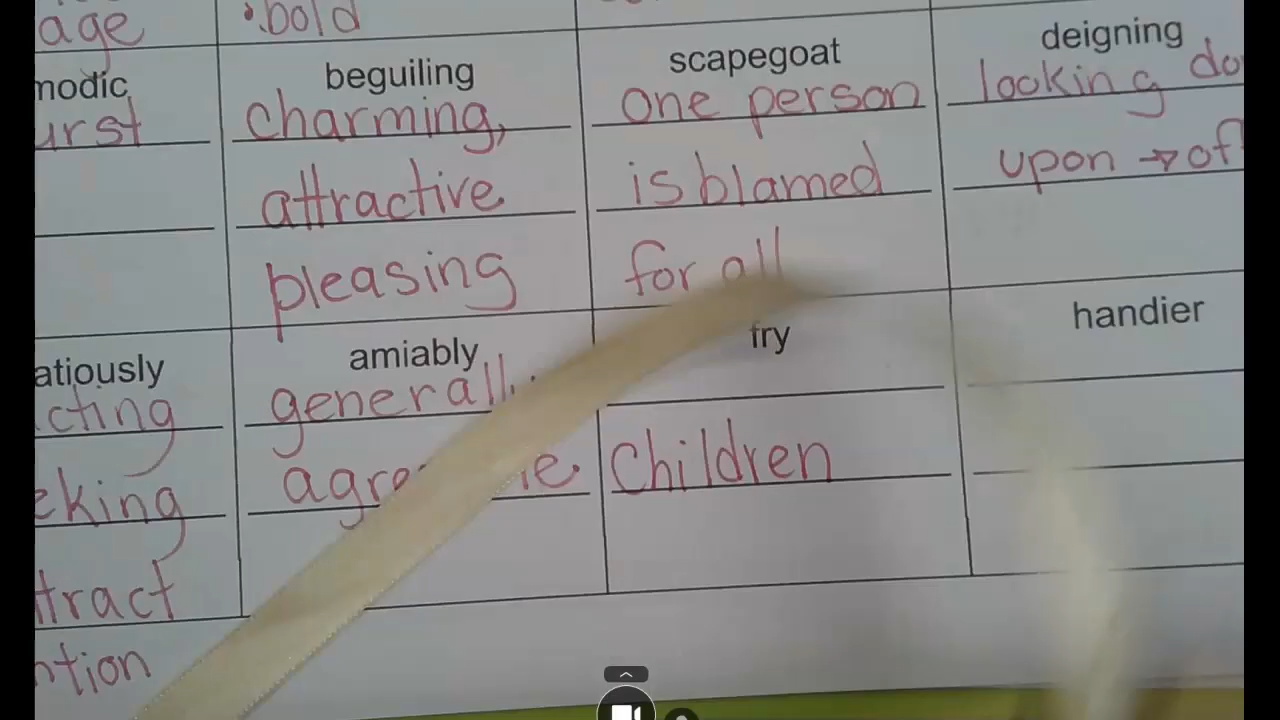 age
.bold
modic
beguiling
scapegoat
deigning
urst
charming,
one person
looking do
attractive
is blamed
upon → of
pleasing
for all
atiously
amiably
fry
handier
cting
generall
eking
Children
tract
ntion